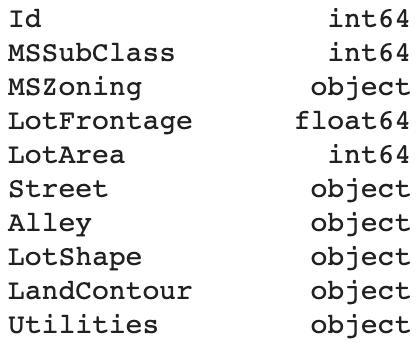 Id int64
MSSubClass int64
MSZoning object
LotFrontage float64
LotArea int64
Street object
Alley object
LotShape object
LandContour object
Utilities object